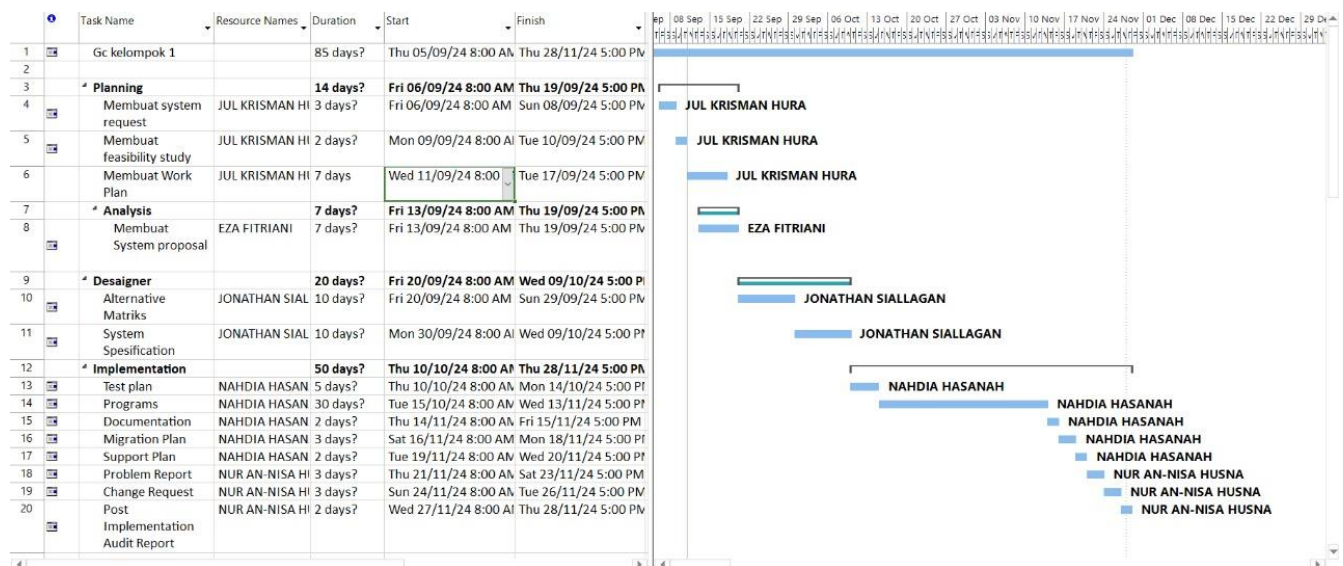 Task Name Resource Names Duration Start Finish
08 Sep 15 Sep 22 Sep 29 Sep 06 Oct 13 Oct 20 Oct 27 Oct 03 Nov 10 Nov 17 Nov 24 Nov 01 Dec 08 Dec 15 Dec 22 Dec
1 Gc kelompok 1 85 days? Thu 05/09/24 8:00 AM Thu 28/11/24 5:00 PM
2
3 Planning 14 days? Fri 06/09/24 8:00 AM Thu 19/09/24 5:00 PM
4 Membuat system JUL KRISMAN HU 3 days? Fri 06/09/24 8:00 AM Sun 08/09/24 5:00 PM JUL KRISMAN HURA
request
5 Membuat JUL KRISMAN HU 2 days? Mon 09/09/24 8:00 A Tue 10/09/24 5:00 PM JUL KRISMAN HURA
feasibility study
6 Membuat Work JUL KRISMAN HU 7 days Wed 11/09/24 8:00 Tue 17/09/24 5:00 PM JUL KRISMAN HURA
Plan
7 Analysis 7 days? Fri 13/09/24 8:00 AM Thu 19/09/24 5:00 PM
8 Membuat EZA FITRIANI 7 days? Fri 13/09/24 8:00 AM Thu 19/09/24 5:00 PM EZA FITRIANI
System proposal
9 Desaigner 20 days? Fri 20/09/24 8:00 AM Wed 09/10/24 5:00 P
10 Alternative JONATHAN SIAL 10 days? Fri 20/09/24 8:00 AM Sun 29/09/24 5:00 PM JONATHAN SIALLAGAN
Matriks
11 System JONATHAN SIAL 10 days? Mon 30/09/24 8:00 A Wed 09/10/24 5:00 PM JONATHAN SIALLAGAN
Spesification
12 Implementation 50 days? Thu 10/10/24 8:00 AM Thu 28/11/24 5:00 PM
13 Test plan NAHDIA HASAN 5 days? Thu 10/10/24 8:00 AM Mon 14/10/24 5:00 PM NAHDIA HASANAH
14 Programs NAHDIA HASAN 30 days? Tue 15/10/24 8:00 AM Wed 13/11/24 5:00 PM NAHDIA HASANAH
15 Documentation NAHDIA HASAN 2 days? Thu 14/11/24 8:00 AM Fri 15/11/24 5:00 PM NAHDIA HASANAH
16 Migration Plan NAHDIA HASAN 3 days? Sat 16/11/24 8:00 AM Mon 18/11/24 5:00 PM NAHDIA HASANAH
17 Support Plan NAHDIA HASAN 2 days? Tue 19/11/24 8:00 AM Wed 20/11/24 5:00 PM NAHDIA HASANAH
18 Problem Report NUR AN-NISA HU 3 days? Thu 21/11/24 8:00 AM Sat 23/11/24 5:00 PM NUR AN-NISA HUSNA
19 Change Request NUR AN-NISA HU 3 days? Sun 24/11/24 8:00 AM Tue 26/11/24 5:00 PM NUR AN-NISA HUSNA
20 Post NUR AN-NISA HU 2 days? Wed 27/11/24 8:00 A Thu 28/11/24 5:00 PM NUR AN-NISA HUSNA
Implementation
Audit Report